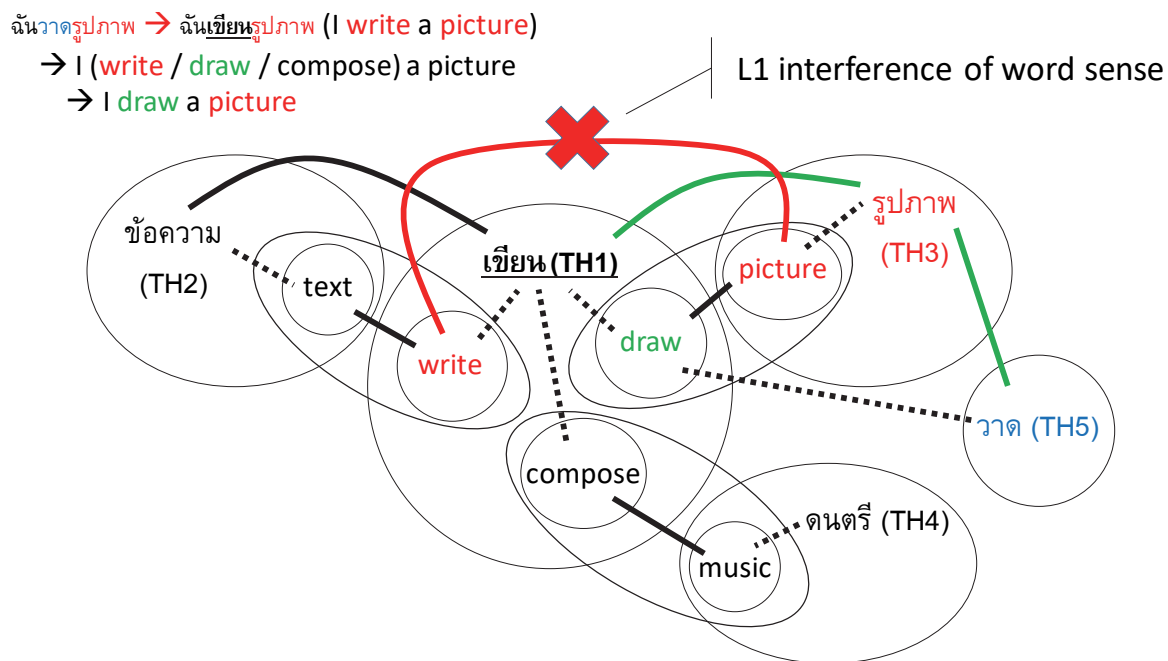 ฉันวาดรูปภาพ → ฉันเขียนรูปภาพ (I write a picture)
→ I (write / draw / compose) a picture
→ I draw a picture
L1 interference of word sense
ข้อความ
(TH2)
text
write
เขียน (TH1)
draw
picture
รูปภาพ
(TH3)
วาด (TH5)
compose
music
ดนตรี (TH4)